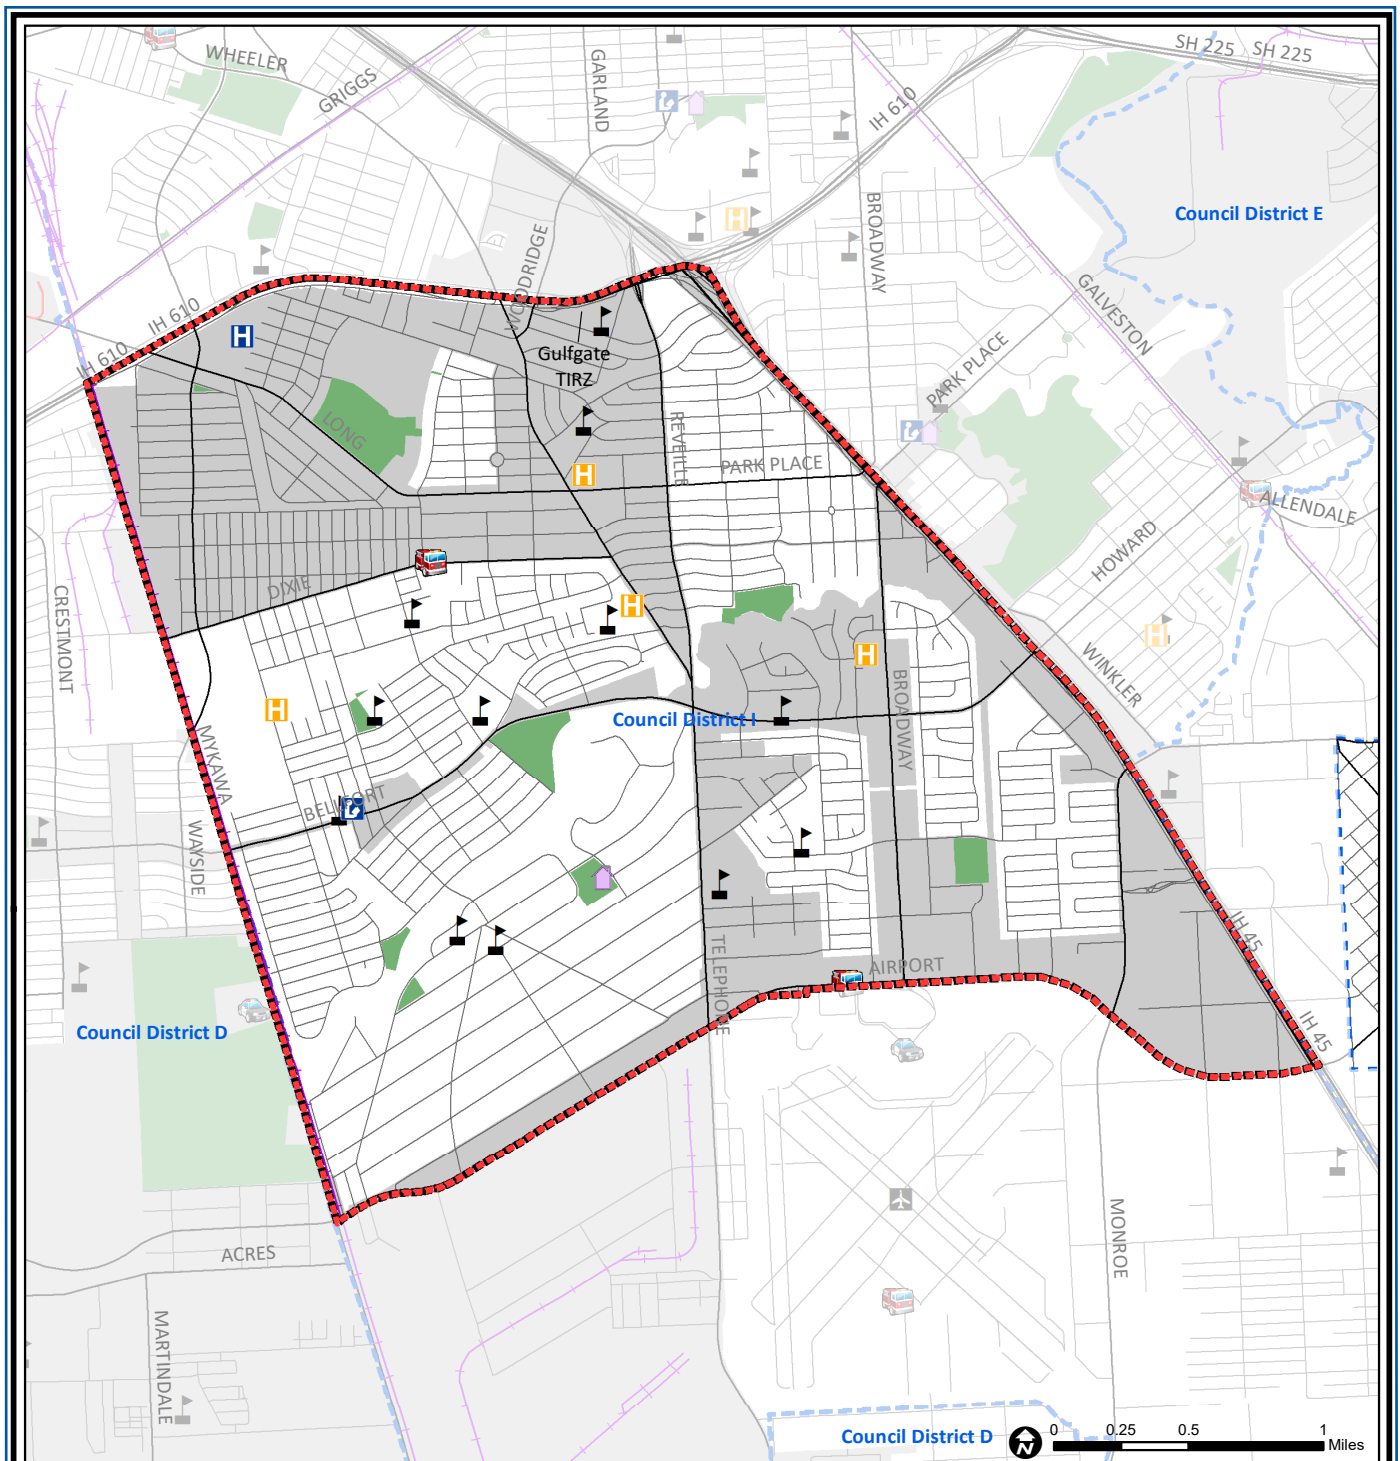 SH 225
SH 225
WHEELER
GRIGGS
GARLAND
IH 610
BROADWAY
Council District E
WOODRIDGE
GALVESTON
IH 610
IH 610
H
Gulfgate
TIRZ
PARK PLACE
LONG
REVEILLE
PARK PLACE
H
H
ALLENDALE
HOWARD
DIXIE
CRESTMONT
H
H
H
WINKLER
H
BROADWAY
Council District I
MYKAWA
BELLFORT
WAYSIDE
IH 45
TELEPHONE
AIRPORT
Council District D
IH 45
MONROE
ACRES
MARTINDALE
Council District D
N
0 0.25 0.5 1
Miles